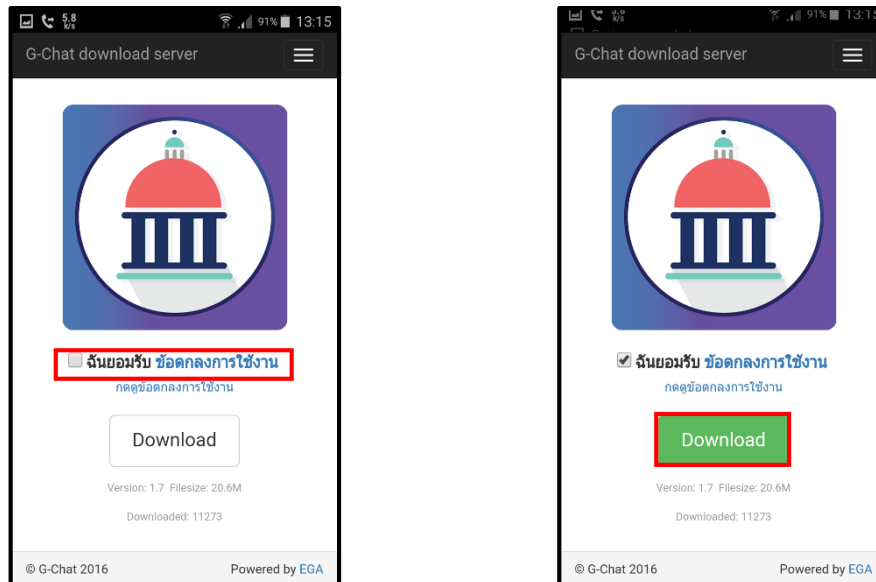 5.8
k/s
91%
13:15
G-Chat download server
ฉันยอมรับ ข้อตกลงการใช้งาน
กดดูข้อตกลงการใช้งาน
Download
Version: 1.7 Filesize: 20.6M
Downloaded: 11273
© G-Chat 2016
Powered by EGA
91%
13:15
G-Chat download server
ฉันยอมรับ ข้อตกลงการใช้งาน
กดดูข้อตกลงการใช้งาน
Download
Version: 1.7 Filesize: 20.6M
Downloaded: 11273
© G-Chat 2016
Powered by EGA